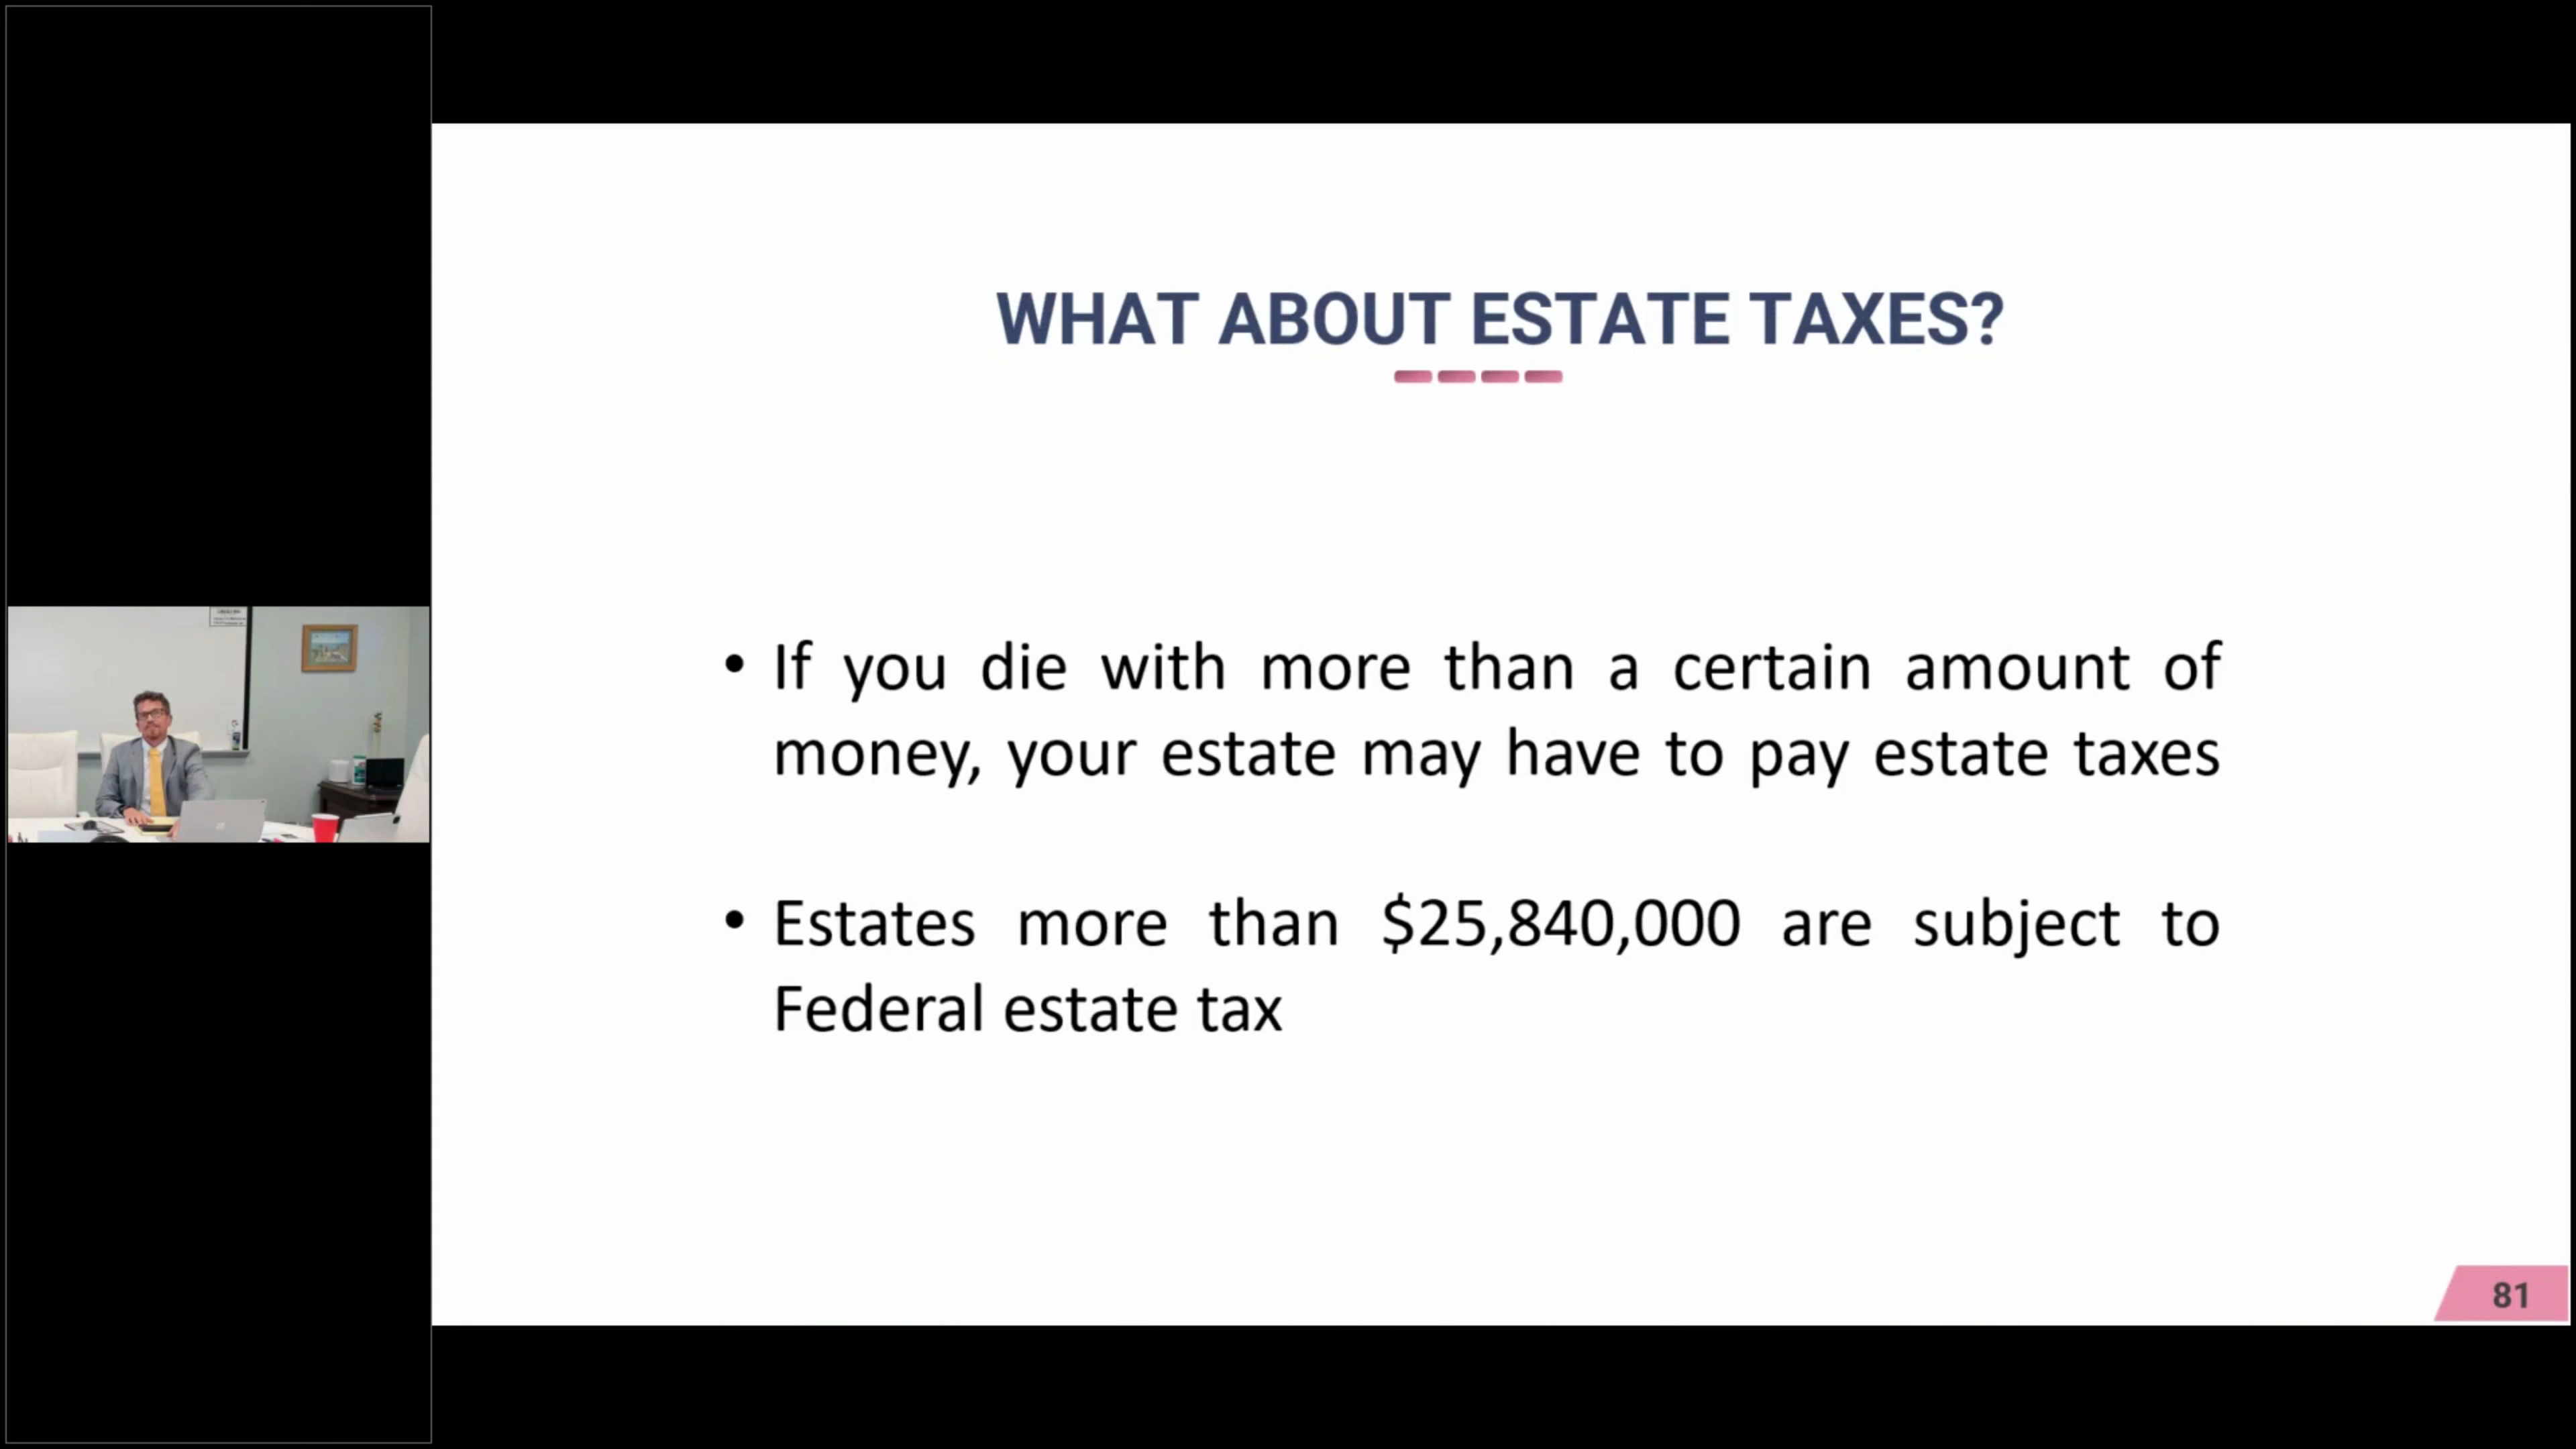 WHAT ABOUT ESTATE TAXES?
• If you die with more than a certain amount of
money, your estate may have to pay estate taxes
• Estates more than $25,840,000 are subject to
Federal estate tax
81